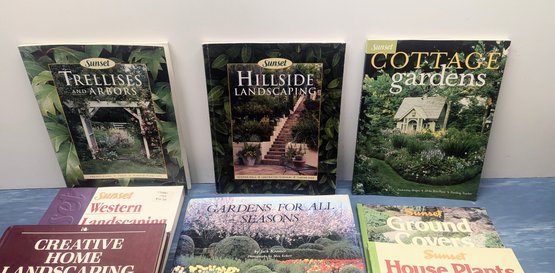 Sunset
TRELLISES
AND ARBORS
Sunset
HILLSIDE
LANDSCAPING
Sunset
COTTAGE
gardens
Sunset
Western
Landscaping
CREATIVE
HOME
LANDSCAPING
GARDENS FOR ALL
SEASONS
Sunset
Ground
Covers
Sunset
House Plants